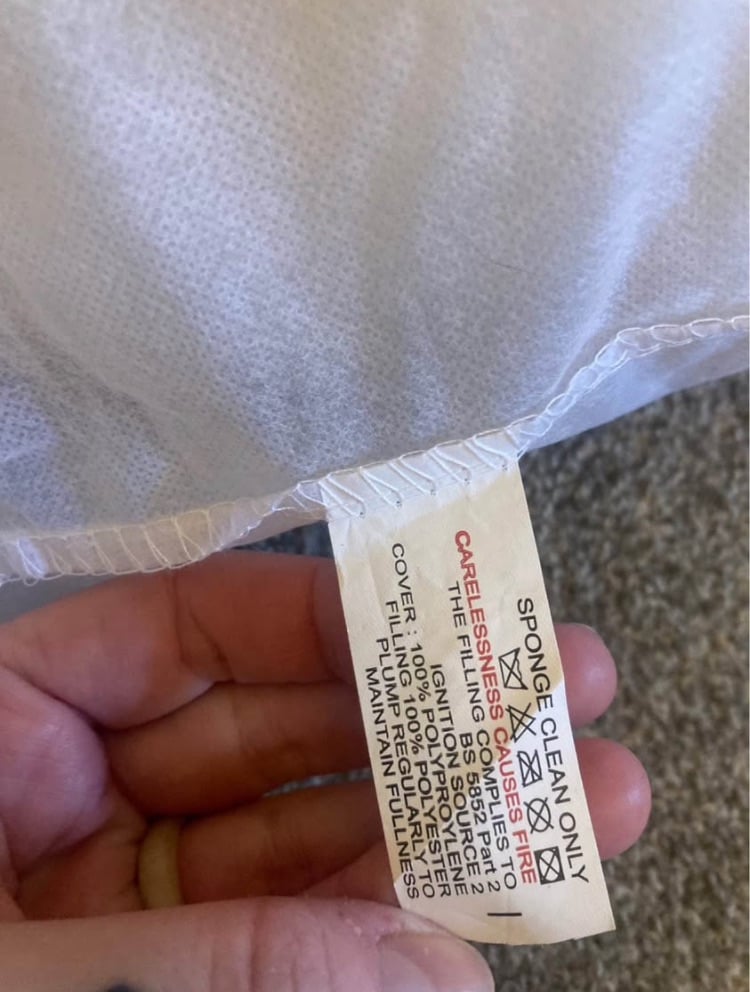 SPONGE CLEAN ONLY
CARELESSNESS CAUSES FIRE
THE FILLING COMPLIES TO
BS 5852 Part 2
IGNITION SOURCE 2
COVER : 100% POLYPROYLENE
FILLING 100% POLYESTER
PLUMP REGULARLY TO
MAINTAIN FULLNESS